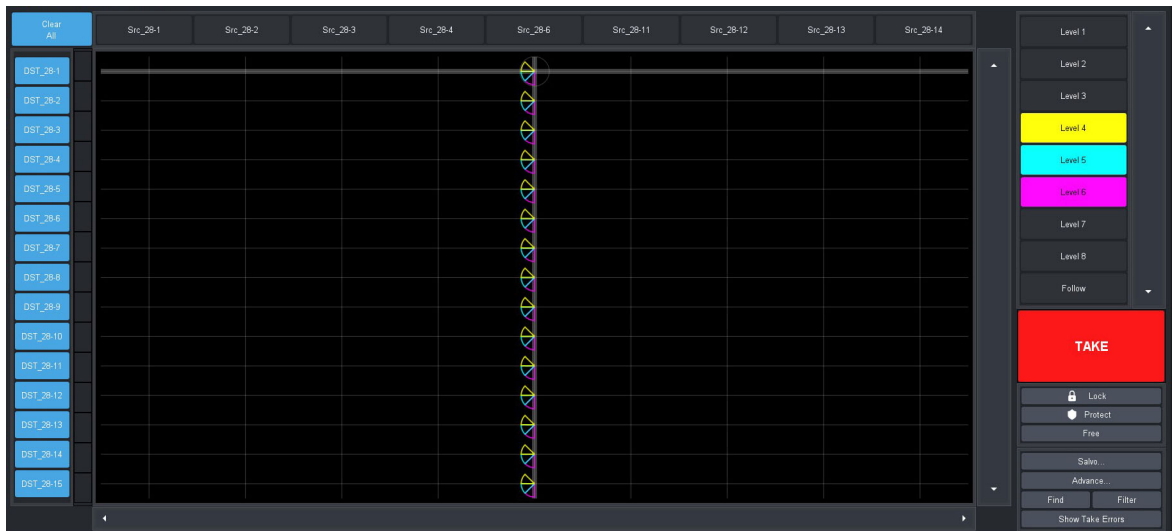 Clear
All
Src_28-1
Src_28-2
Src_28-3
Src_28-4
Src_28-6
Src_28-11
Src_28-12
Src_28-13
Src_28-14
DST_28-1
DST_28-2
DST_28-3
DST_28-4
DST_28-5
DST_28-6
DST_28-7
DST_28-8
DST_28-9
DST_28-10
DST_28-11
DST_28-12
DST_28-13
DST_28-14
DST_28-15
Level 1
Level 2
Level 3
Level 4
Level 5
Level 6
Level 7
Level 8
Follow
TAKE
Lock
Protect
Free
Salvo...
Advance...
Find
Filter
Show Take Errors